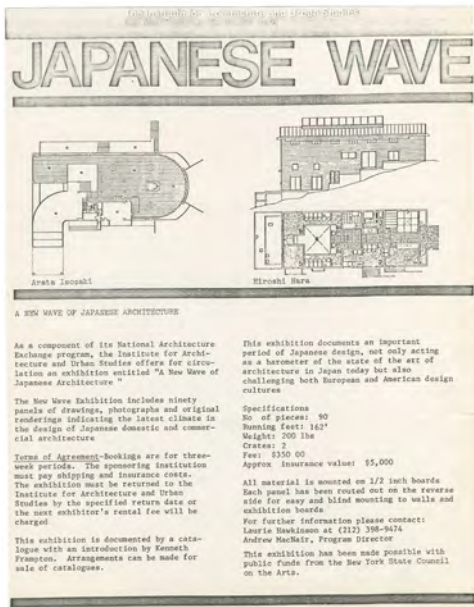 The Institute for Architecture and Urban Studies
JAPANESE WAVE
Arata Isozaki
Hiroshi Hara
A NEW WAVE OF JAPANESE ARCHITECTURE
As a component of its National Architecture
Exchange program, the Institute for Archi-
tecture and Urban Studies offers for circu-
lation an exhibition entitled "A New Wave of
Japanese Architecture "
The New Wave Exhibition includes ninety
panels of drawings, photographs and original
renderings indicating the latest climate in
the design of Japanese domestic and commer-
cial architecture
Terms of Agreement-Bookings are for three-
week periods. The sponsoring institution
must pay shipping and insurance costs.
The exhibition must be returned to the
Institute for Architecture and Urban
Studies by the specified return date or
the next exhibitor's rental fee will be
charged
This exhibition is documented by a cata-
logue with an introduction by Kenneth
Frampton. Arrangements can be made for
sale of catalogues.
This exhibition documents an important
period of Japanese design, not only acting
as a barometer of the state of the art of
architecture in Japan today but also
challenging both European and American design
cultures
Specifications
No of pieces: 90
Running feet: 162'
Weight: 200 lbs
Crates: 2
Fee: $350 00
Approx insurance value: $5,000
All material is mounted on 1/2 inch boards
Each panel has been routed out on the reverse
side for easy and blind mounting to walls and
exhibition boards
For further information please contact:
Laurie Hawkinson at (212) 398-9474
Andrew MacNair, Program Director
This exhibition has been made possible with
public funds from the New York State Council
on the Arts.